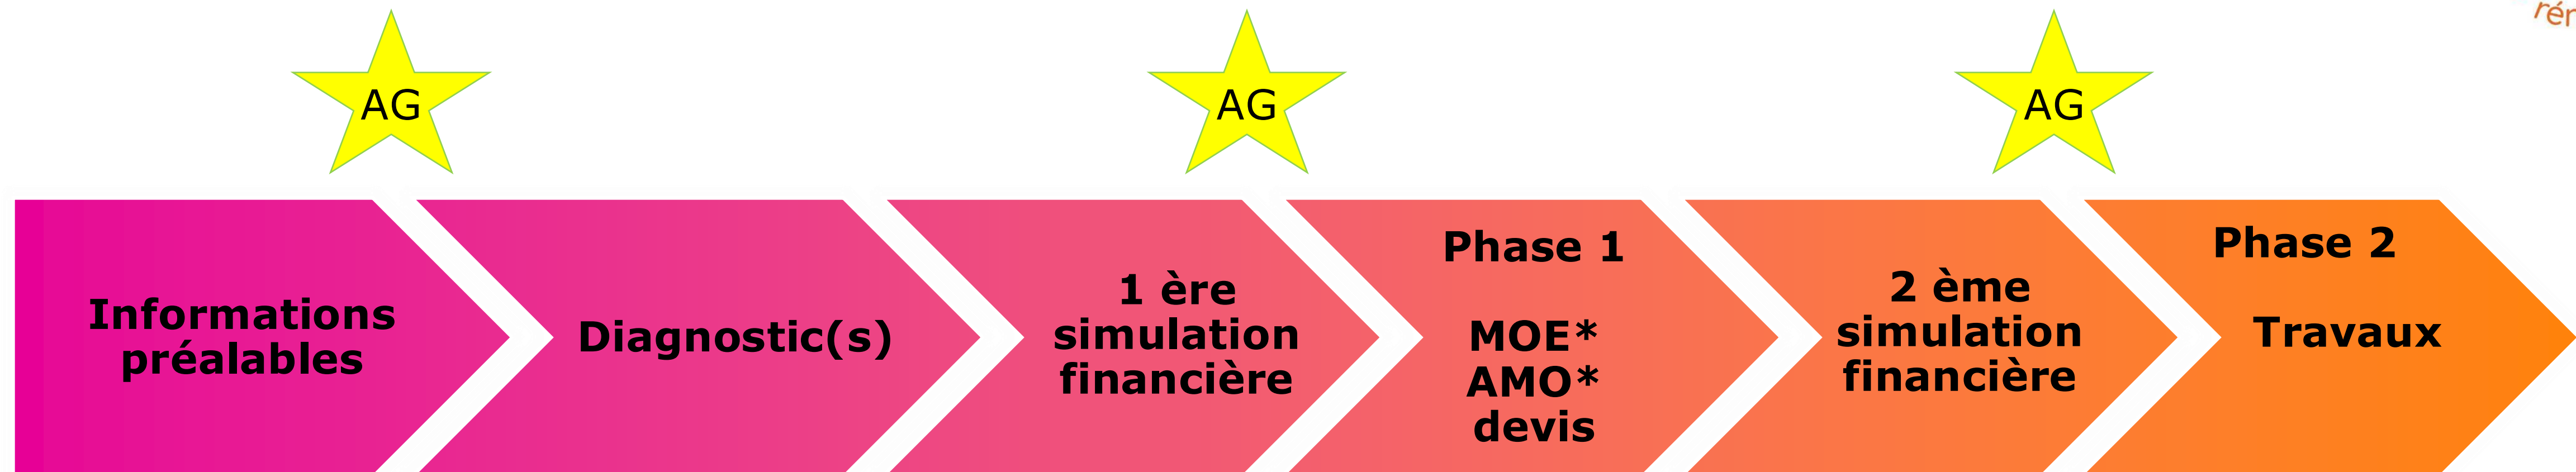 AG
AG
AG
Informations
préalables
Diagnostic(s)
1 ère
simulation
financière
Phase 1
MOE*
AMO*
devis
2 ème
simulation
financière
Phase 2
Travaux